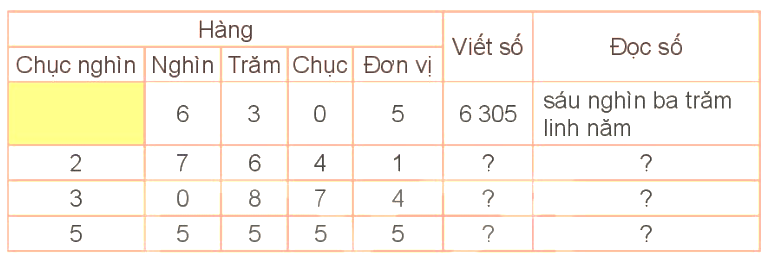 Hàng Viết số Đọc số
Chục nghìn Nghìn Trăm Chục Đơn vị
6 3 0 5 6 305 sáu nghìn ba trăm
linh năm
2 7 6 4 1 ? ?
3 0 8 7 4 ? ?
5 5 5 5 5 ? ?